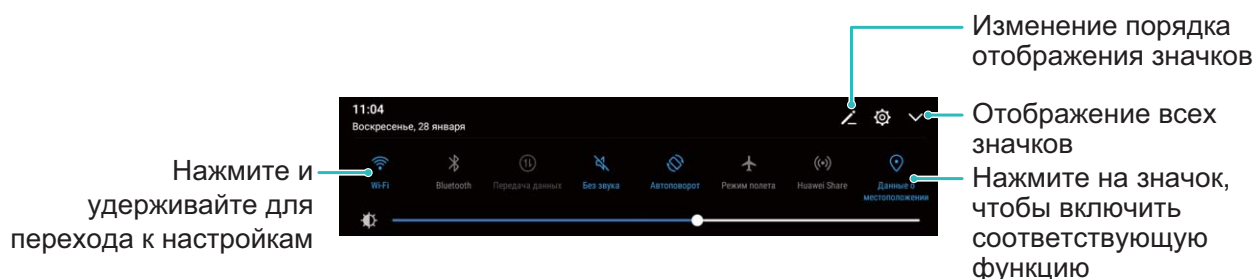 Изменение порядка
отображения значков
11:04
Воскресенье, 28 января
Отображение всех
значков
Нажмите и
удерживайте для
перехода к настройкам
Wi-Fi
Bluetooth
Передача данных
Без звука
Автоповорот
Режим полета
Huawei Share
Данные о
местоположении
Нажмите на значок,
чтобы включить
соответствующую
функцию